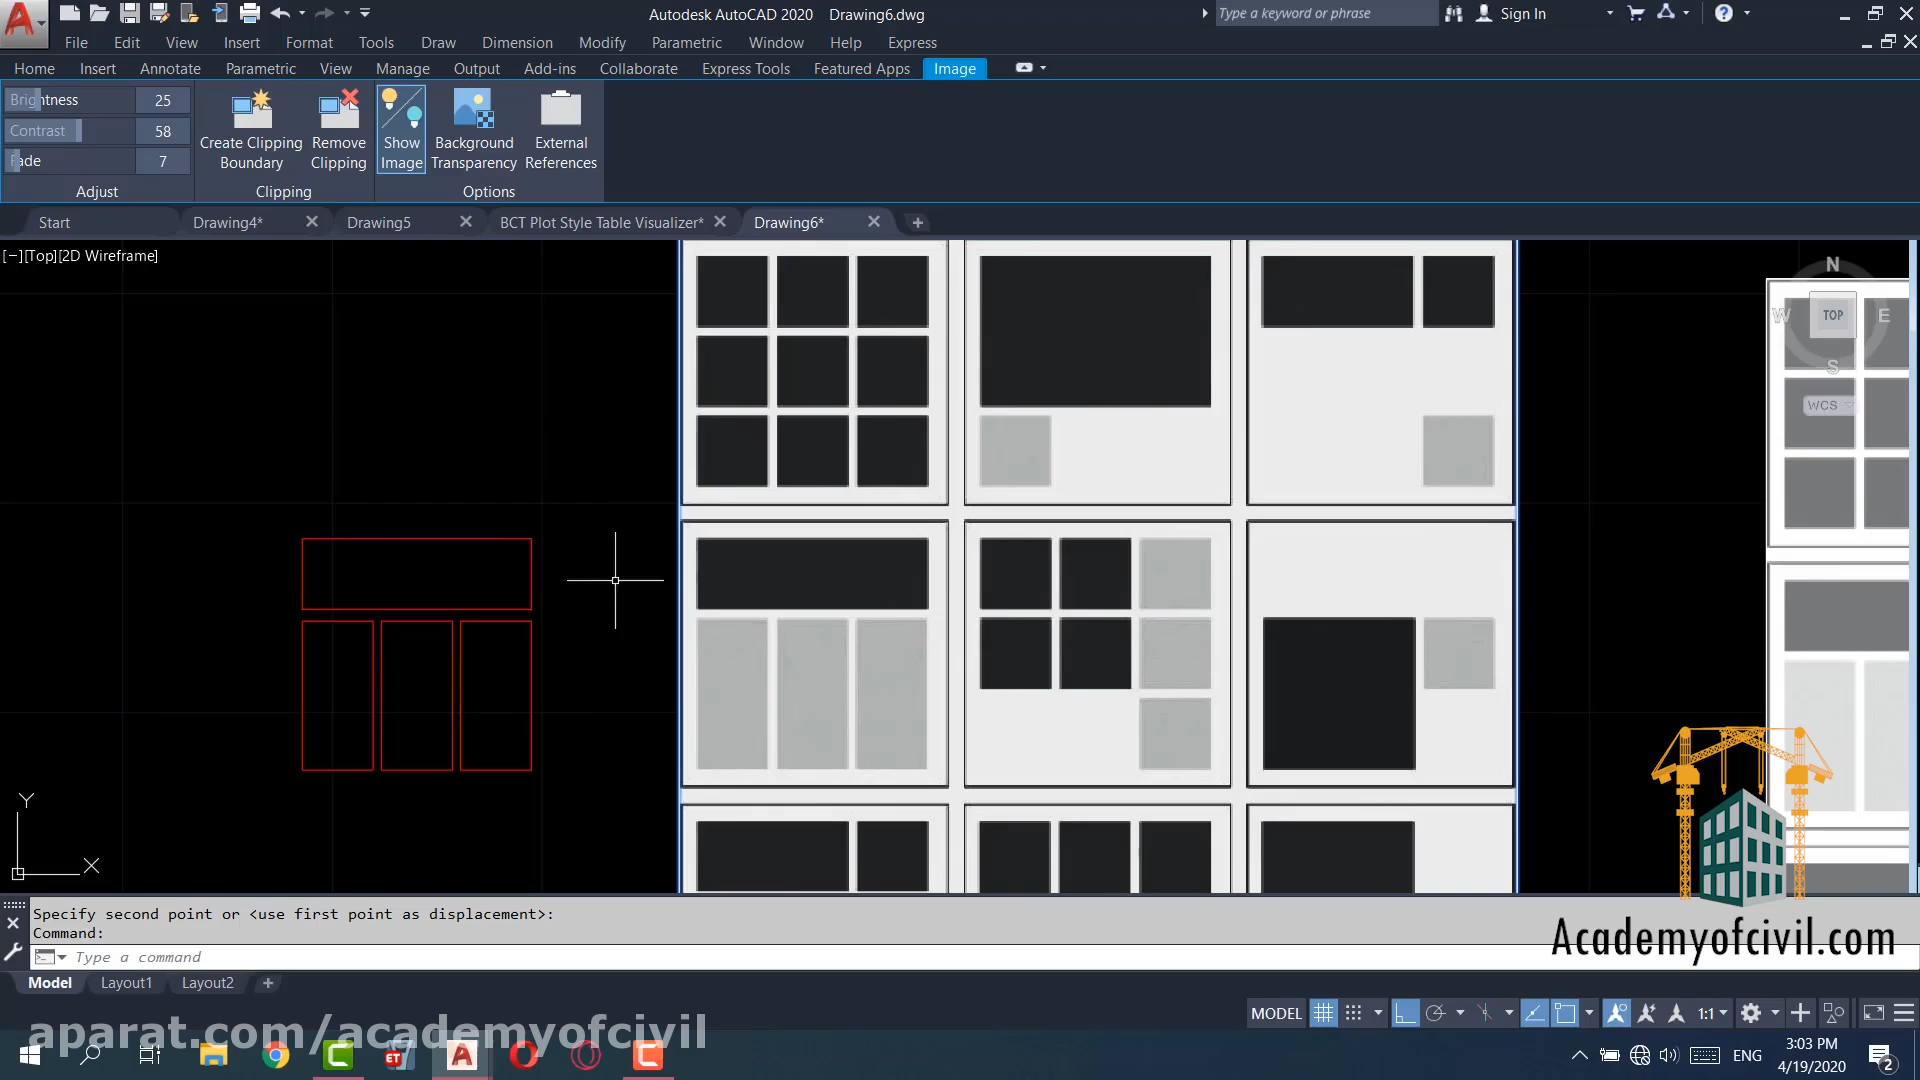 Autodesk AutoCAD 2020 Drawing6.dwg
Type a keyword or phrase
Sign In
File Edit View Insert Format Tools Draw Dimension Modify Parametric Window Help Express
Home Insert Annotate Parametric View Manage Output Add-ins Collaborate Express Tools Featured Apps Image
Brightness 25
Contrast 58
Fade 7
Adjust
Create Clipping Boundary
Remove Clipping
Clipping
Show Image
Background Transparency
External References
Options
Start Drawing4* Drawing5 BCT Plot Style Table Visualizer* Drawing6*
[−][Top][2D Wireframe]
N
W TOP E
S
WCS
Y
X
Specify second point or <use first point as displacement>:
Command:
Type a command
Academyofcivil.com
Model Layout1 Layout2
MODEL 1:1
aparat.com/academyofcivil
ET
ENG
3:03 PM
4/19/2020
2